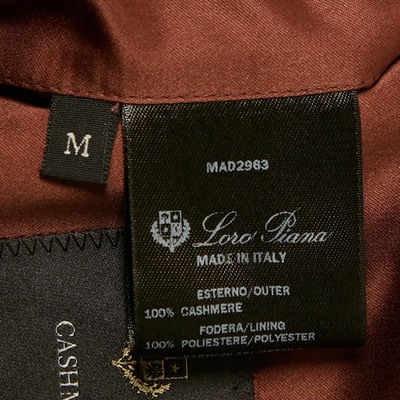 M
MAD2963
Loro Piana
MADE IN ITALY
ESTERNO/OUTER
100% CASHMERE
FODERA/LINING
100% POLIESTERE/POLYESTER